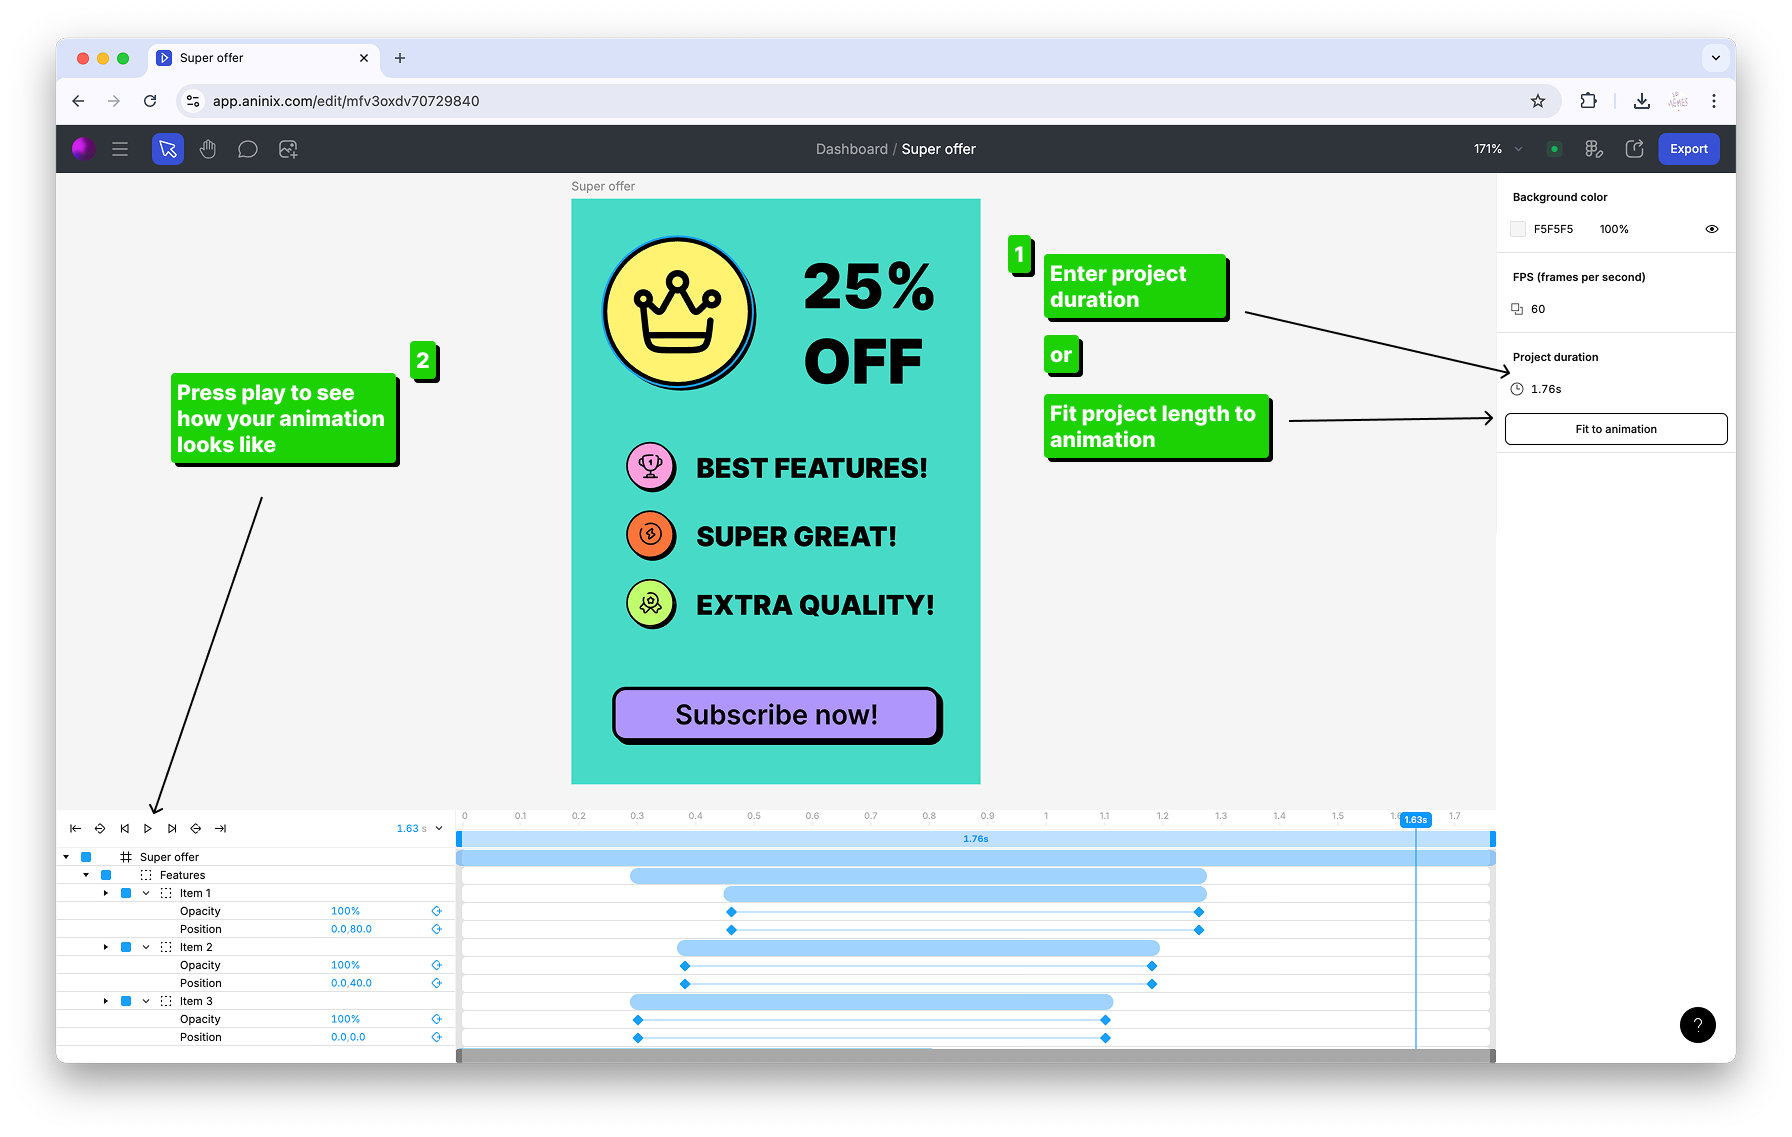 Super offer
app.aninix.com/edit/mfv3oxdv70729840
Dashboard / Super offer
171%
Export
Super offer
25%
OFF
BEST FEATURES!
SUPER GREAT!
EXTRA QUALITY!
Subscribe now!
1
Enter project
duration
or
Fit project length to
animation
2
Press play to see
how your animation
looks like
Background color
F5F5F5 100%
FPS (frames per second)
60
Project duration
1.76s
Fit to animation
1.63 s
0 0.1 0.2 0.3 0.4 0.5 0.6 0.7 0.8 0.9 1 1.1 1.2 1.3 1.4 1.5 1.63s 1.7
1.76s
Super offer
Features
Item 1
Opacity 100%
Position 0.0,80.0
Item 2
Opacity 100%
Position 0.0,40.0
Item 3
Opacity 100%
Position 0.0,0.0
?